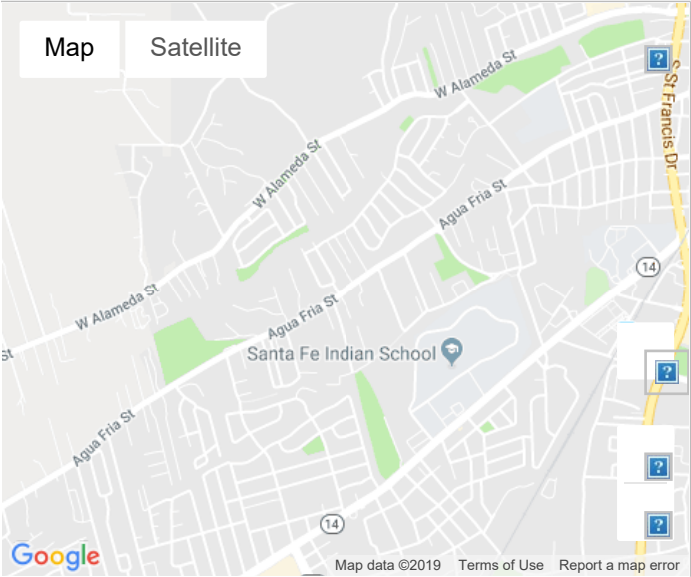 Map
Satellite
W Alameda St
S St Francis Dr
W Alameda St
Agua Fria St
14
W Alameda St
Agua Fria St
St
Santa Fe Indian School
Agua Fria St
14
Google
Map data ©2019
Terms of Use
Report a map error